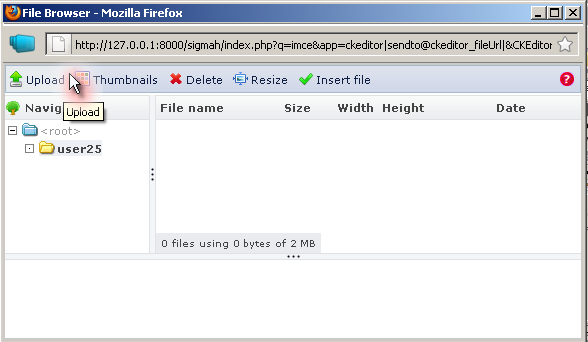 File Browser - Mozilla Firefox
http://127.0.0.1:8000/sigmah/index.php?q=imce&app=ckeditor|sendto@ckeditor_fileUrl|&CKEditor
Upload Thumbnails Delete Resize Insert file ?
Navig File name Size Width Height Date
Upload
<root>
user25
0 files using 0 bytes of 2 MB